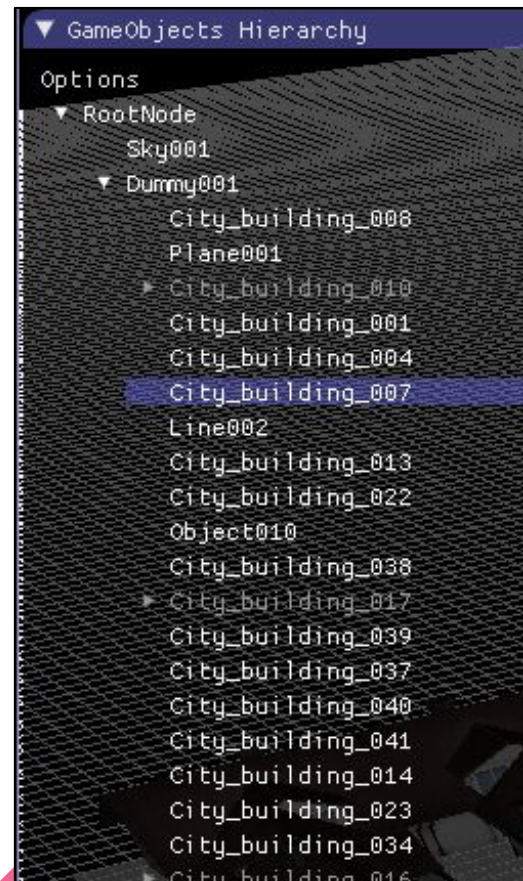 GameObjects Hierarchy
Options
RootNode
Sky001
Dummy001
City_building_008
Plane001
City_building_010
City_building_001
City_building_004
City_building_007
Line002
City_building_013
City_building_022
Object010
City_building_038
City_building_017
City_building_039
City_building_037
City_building_040
City_building_041
City_building_014
City_building_023
City_building_034
City_building_016